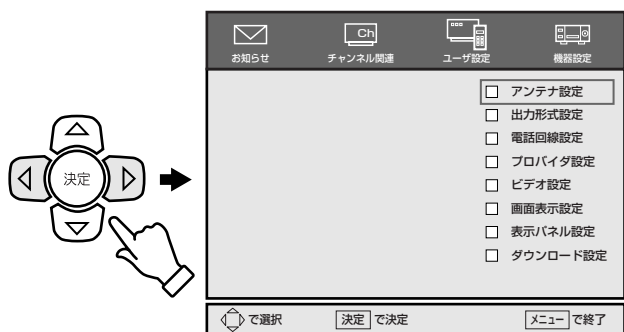 Ch
お知らせ チャンネル関連 ユーザ設定 機器設定
アンテナ設定
出力形式設定
電話回線設定
プロバイダ設定
ビデオ設定
画面表示設定
表示パネル設定
ダウンロード設定
決定
で選択 決定 で決定 メニュー で終了